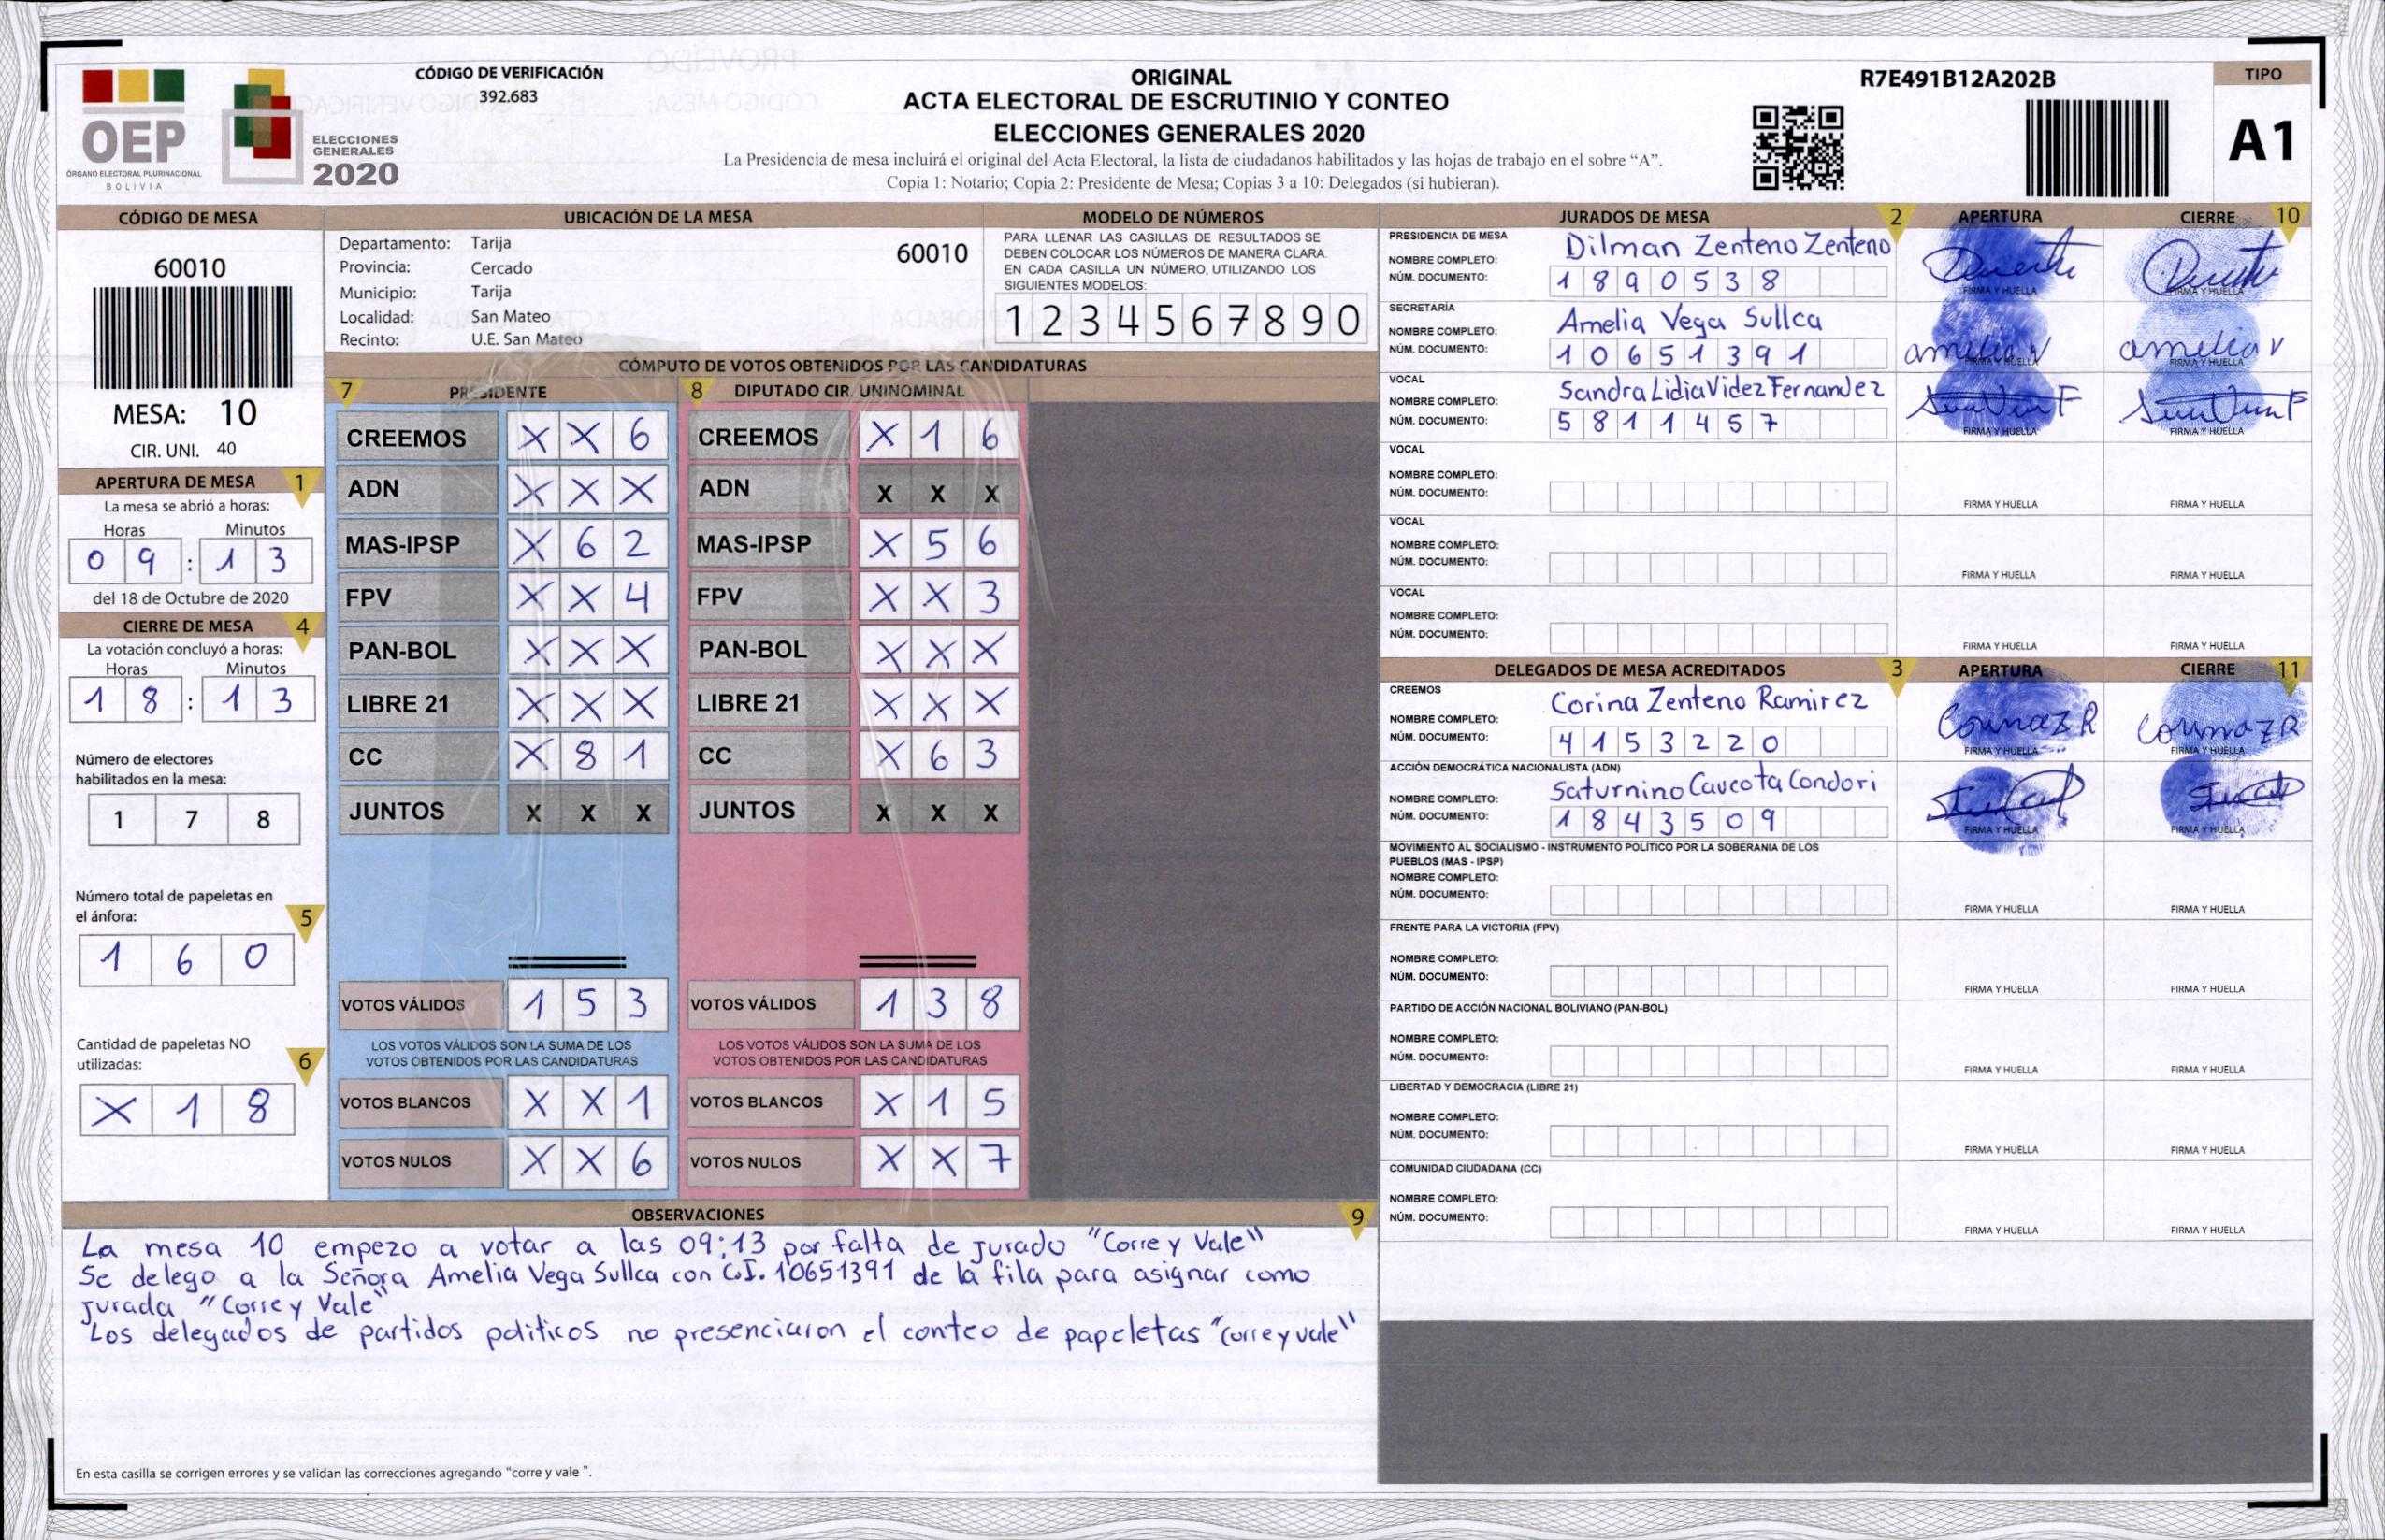 CÓDIGO DE VERIFICACIÓN
392.683
OEP
ÓRGANO ELECTORAL PLURINACIONAL
BOLIVIA
ELECCIONES
GENERALES
2020
ORIGINAL
ACTA ELECTORAL DE ESCRUTINIO Y CONTEO
ELECCIONES GENERALES 2020
La Presidencia de mesa incluirá el original del Acta Electoral, la lista de ciudadanos habilitados y las hojas de trabajo en el sobre “A”.
Copia 1: Notario; Copia 2: Presidente de Mesa; Copias 3 a 10: Delegados (si hubieran).
R7E491B12A202B
TIPO
A1
CÓDIGO DE MESA
60010
MESA: 10
CIR. UNI. 40
APERTURA DE MESA 1
La mesa se abrió a horas:
Horas Minutos
0 9 : 1 3
del 18 de Octubre de 2020
CIERRE DE MESA 4
La votación concluyó a horas:
Horas Minutos
1 8 : 1 3
Número de electores
habilitados en la mesa:
1 7 8
Número total de papeletas en
el ánfora: 5
1 6 0
Cantidad de papeletas NO
utilizadas: 6
X 1 8
UBICACIÓN DE LA MESA
Departamento: Tarija 60010
Provincia: Cercado
Municipio: Tarija
Localidad: San Mateo
Recinto: U.E. San Mateo
MODELO DE NÚMEROS
PARA LLENAR LAS CASILLAS DE RESULTADOS SE
DEBEN COLOCAR LOS NÚMEROS DE MANERA CLARA.
EN CADA CASILLA UN NÚMERO, UTILIZANDO LOS
SIGUIENTES MODELOS:
1 2 3 4 5 6 7 8 9 0
CÓMPUTO DE VOTOS OBTENIDOS POR LAS CANDIDATURAS
7 PRESIDENTE
CREEMOS X X 6
ADN X X X
MAS-IPSP X 6 2
FPV X X 4
PAN-BOL X X X
LIBRE 21 X X X
CC X 8 1
JUNTOS X X X
VOTOS VÁLIDOS 1 5 3
LOS VOTOS VÁLIDOS SON LA SUMA DE LOS
VOTOS OBTENIDOS POR LAS CANDIDATURAS
VOTOS BLANCOS X X 1
VOTOS NULOS X X 6
8 DIPUTADO CIR. UNINOMINAL
CREEMOS X 1 6
ADN X X X
MAS-IPSP X 5 6
FPV X X 3
PAN-BOL X X X
LIBRE 21 X X X
CC X 6 3
JUNTOS X X X
VOTOS VÁLIDOS 1 3 8
LOS VOTOS VÁLIDOS SON LA SUMA DE LOS
VOTOS OBTENIDOS POR LAS CANDIDATURAS
VOTOS BLANCOS X 1 5
VOTOS NULOS X X 7
OBSERVACIONES 9
La mesa 10 empezo a votar a las 09:13 por falta de jurado "Corre y Vale"
Se delego a la Señora Amelia Vega Sullca con C.I. 10651391 de la fila para asignar como
jurada "Corre y Vale"
Los delegados de partidos politicos no presenciaron el conteo de papeletas "corre y vale"
En esta casilla se corrigen errores y se validan las correcciones agregando “corre y vale ”.
JURADOS DE MESA 2 APERTURA CIERRE 10
PRESIDENCIA DE MESA
NOMBRE COMPLETO: Dilman Zenteno Zenteno
NÚM. DOCUMENTO: 1 8 9 0 5 3 8
FIRMA Y HUELLA FIRMA Y HUELLA
SECRETARÍA
NOMBRE COMPLETO: Amelia Vega Sullca
NÚM. DOCUMENTO: 1 0 6 5 1 3 9 1
amelia V amelia V
FIRMA Y HUELLA FIRMA Y HUELLA
VOCAL
NOMBRE COMPLETO: Sandra Lidia Videz Fernandez
NÚM. DOCUMENTO: 5 8 1 1 4 5 7
FIRMA Y HUELLA FIRMA Y HUELLA
VOCAL
NOMBRE COMPLETO:
NÚM. DOCUMENTO:
FIRMA Y HUELLA FIRMA Y HUELLA
VOCAL
NOMBRE COMPLETO:
NÚM. DOCUMENTO:
FIRMA Y HUELLA FIRMA Y HUELLA
VOCAL
NOMBRE COMPLETO:
NÚM. DOCUMENTO:
FIRMA Y HUELLA FIRMA Y HUELLA
DELEGADOS DE MESA ACREDITADOS 3 APERTURA CIERRE 11
CREEMOS
NOMBRE COMPLETO: Corina Zenteno Ramirez
NÚM. DOCUMENTO: 4 1 5 3 2 2 0
FIRMA Y HUELLA FIRMA Y HUELLA
ACCIÓN DEMOCRÁTICA NACIONALISTA (ADN)
NOMBRE COMPLETO: Saturnino Caucota Condori
NÚM. DOCUMENTO: 1 8 4 3 5 0 9
FIRMA Y HUELLA FIRMA Y HUELLA
MOVIMIENTO AL SOCIALISMO - INSTRUMENTO POLÍTICO POR LA SOBERANIA DE LOS
PUEBLOS (MAS - IPSP)
NOMBRE COMPLETO:
NÚM. DOCUMENTO:
FIRMA Y HUELLA FIRMA Y HUELLA
FRENTE PARA LA VICTORIA (FPV)
NOMBRE COMPLETO:
NÚM. DOCUMENTO:
FIRMA Y HUELLA FIRMA Y HUELLA
PARTIDO DE ACCIÓN NACIONAL BOLIVIANO (PAN-BOL)
NOMBRE COMPLETO:
NÚM. DOCUMENTO:
FIRMA Y HUELLA FIRMA Y HUELLA
LIBERTAD Y DEMOCRACIA (LIBRE 21)
NOMBRE COMPLETO:
NÚM. DOCUMENTO:
FIRMA Y HUELLA FIRMA Y HUELLA
COMUNIDAD CIUDADANA (CC)
NOMBRE COMPLETO:
NÚM. DOCUMENTO:
FIRMA Y HUELLA FIRMA Y HUELLA